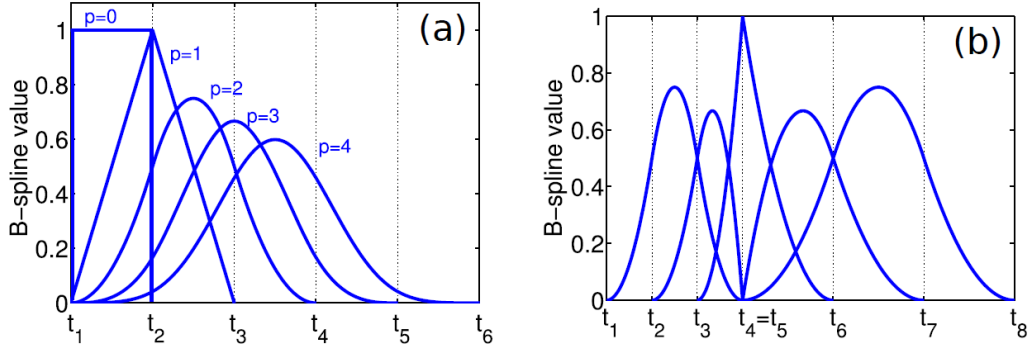 (a)
B-spline value
1
0.8
0.6
0.4
0.2
0
p=0
p=1
p=2
p=3
p=4
t1 t2 t3 t4 t5 t6
(b)
B-spline value
1
0.8
0.6
0.4
0.2
0
t1 t2 t3 t4=t5 t6 t7 t8